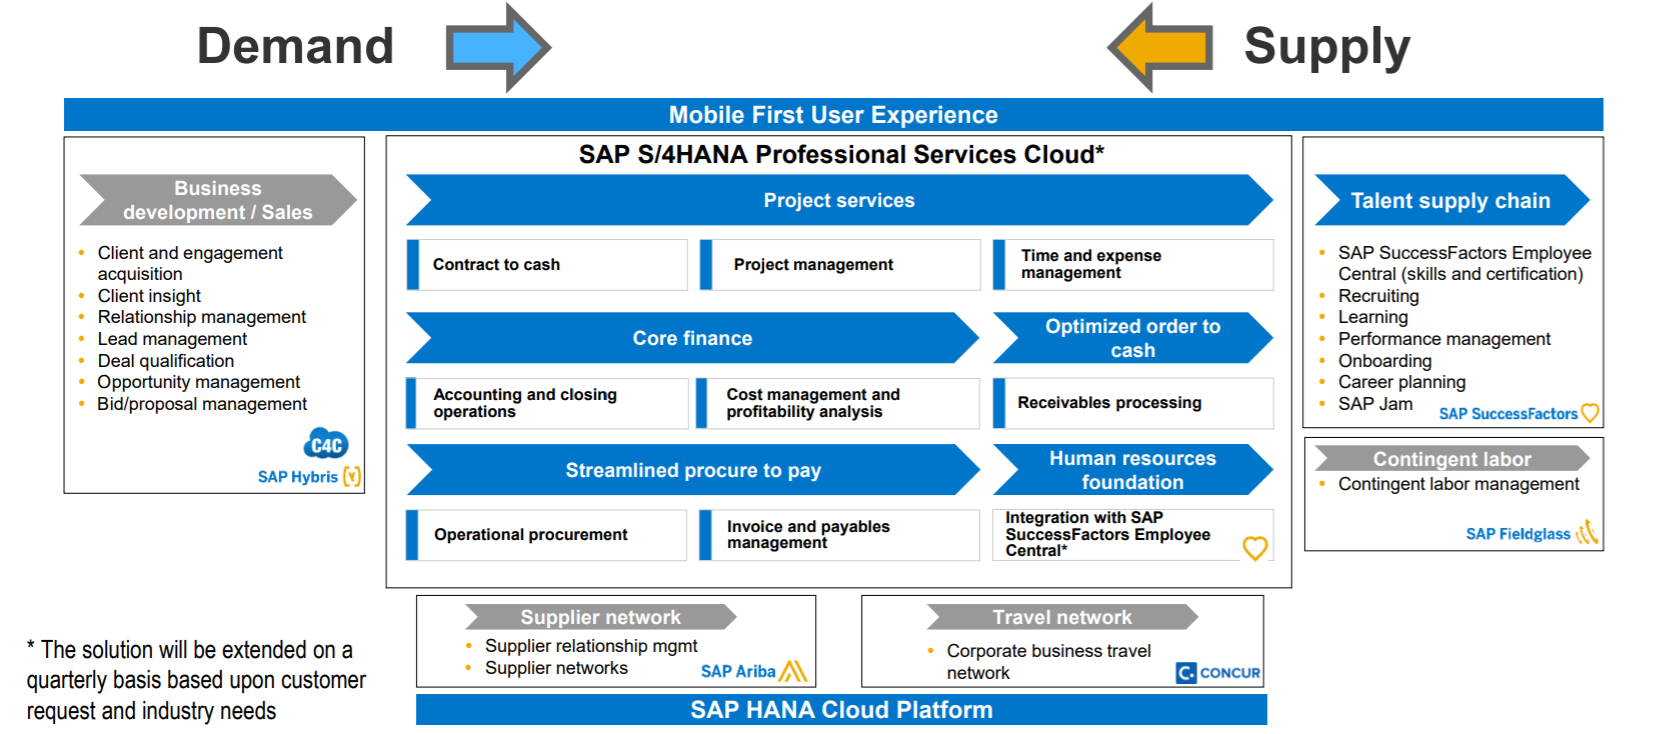 Demand
Supply
Mobile First User Experience
Business
development / Sales
• Client and engagement
acquisition
• Client insight
• Relationship management
• Lead management
• Deal qualification
• Opportunity management
• Bid/proposal management
C4C
SAP Hybris
SAP S/4HANA Professional Services Cloud*
Project services
Contract to cash
Project management
Time and expense
management
Core finance
Optimized order to
cash
Accounting and closing
operations
Cost management and
profitability analysis
Receivables processing
Streamlined procure to pay
Human resources
foundation
Operational procurement
Invoice and payables
management
Integration with SAP
SuccessFactors Employee
Central*
Talent supply chain
• SAP SuccessFactors Employee
Central (skills and certification)
• Recruiting
• Learning
• Performance management
• Onboarding
• Career planning
• SAP Jam
SAP SuccessFactors
Contingent labor
• Contingent labor management
SAP Fieldglass
Supplier network
• Supplier relationship mgmt
• Supplier networks
SAP Ariba
Travel network
• Corporate business travel
network
C. CONCUR
* The solution will be extended on a
quarterly basis based upon customer
request and industry needs
SAP HANA Cloud Platform